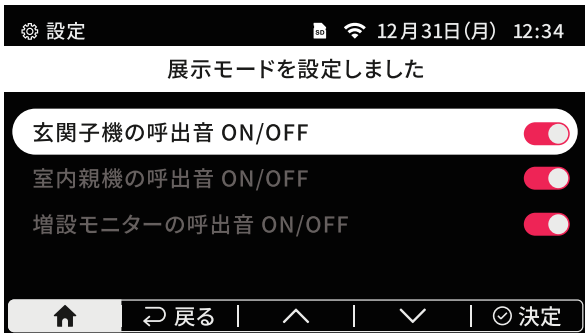 設定 SD 12月31日(月) 12:34
展示モードを設定しました
玄関子機の呼出音 ON/OFF
室内親機の呼出音 ON/OFF
増設モニターの呼出音 ON/OFF
戻る 決定